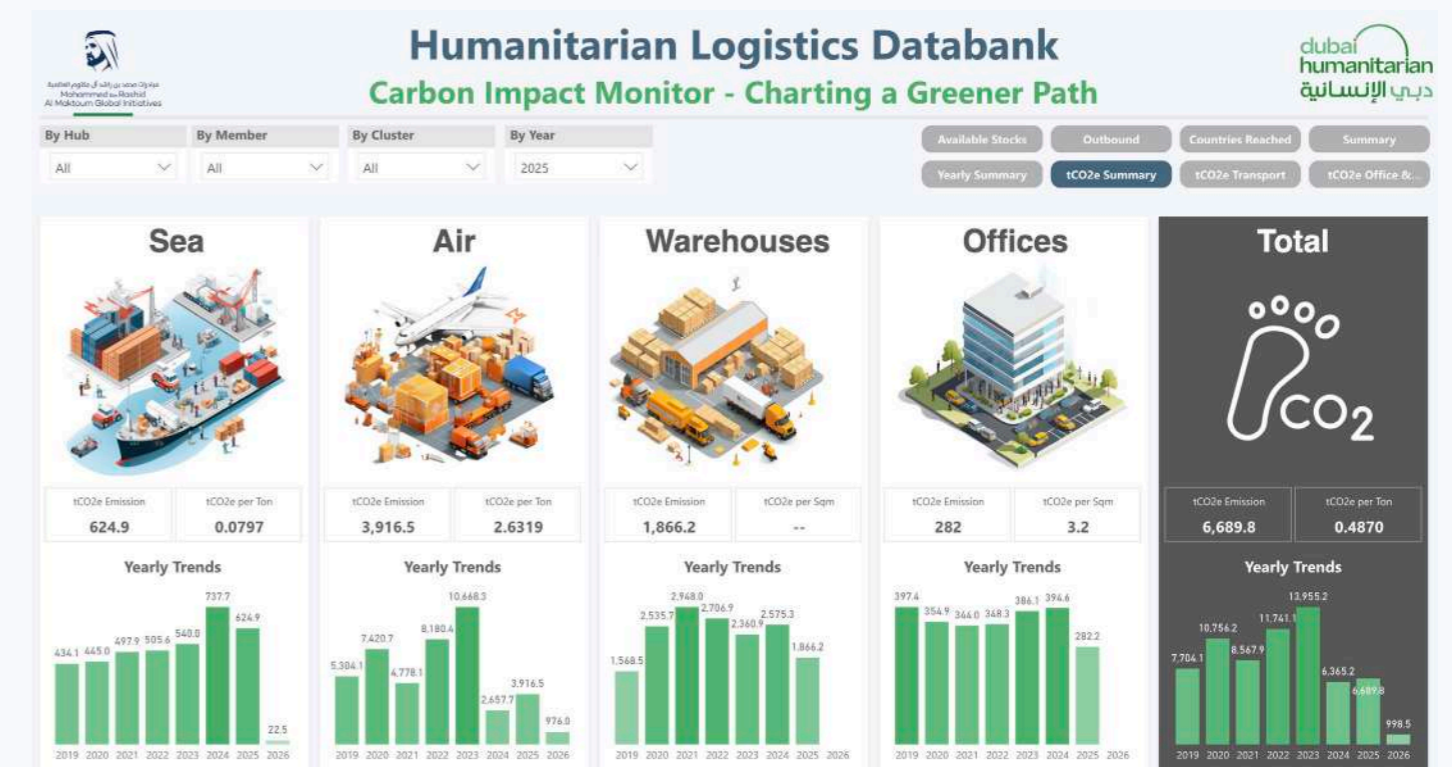 Humanitarian Logistics Databank
Carbon Impact Monitor - Charting a Greener Path
Mohammed Bin Rashid
Al Maktoum Global Initiatives
dubai
humanitarian
دبي الإنسانية
By Hub
By Member
By Cluster
By Year
All
All
All
2025
Available Stocks
Outbound
Countries Reached
Summary
Yearly Summary
tCO2e Summary
tCO2e Transport
tCO2e Office &...
Sea
tCO2e Emission
tCO2e per Ton
624.9
0.0797
Yearly Trends
434.1 445.0 497.9 505.6 540.0 737.7 624.9 22.5
2019 2020 2021 2022 2023 2024 2025 2026
Air
tCO2e Emission
tCO2e per Ton
3,916.5
2.6319
Yearly Trends
5,304.1 7,420.7 4,778.1 8,180.4 10,668.3 2,657.7 3,916.5 976.0
2019 2020 2021 2022 2023 2024 2025 2026
Warehouses
tCO2e Emission
tCO2e per Sqm
1,866.2
--
Yearly Trends
1,568.5 2,535.7 2,948.0 2,706.9 2,360.9 2,575.3 1,866.2
2019 2020 2021 2022 2023 2024 2025 2026
Offices
tCO2e Emission
tCO2e per Sqm
282
3.2
Yearly Trends
397.4 354.9 344.0 348.3 386.1 394.6 282.2
2019 2020 2021 2022 2023 2024 2025 2026
Total
CO2
tCO2e Emission
tCO2e per Ton
6,689.8
0.4870
Yearly Trends
7,704.1 10,756.2 8,567.9 11,741.1 13,955.2 6,365.2 6,689.8 998.5
2019 2020 2021 2022 2023 2024 2025 2026